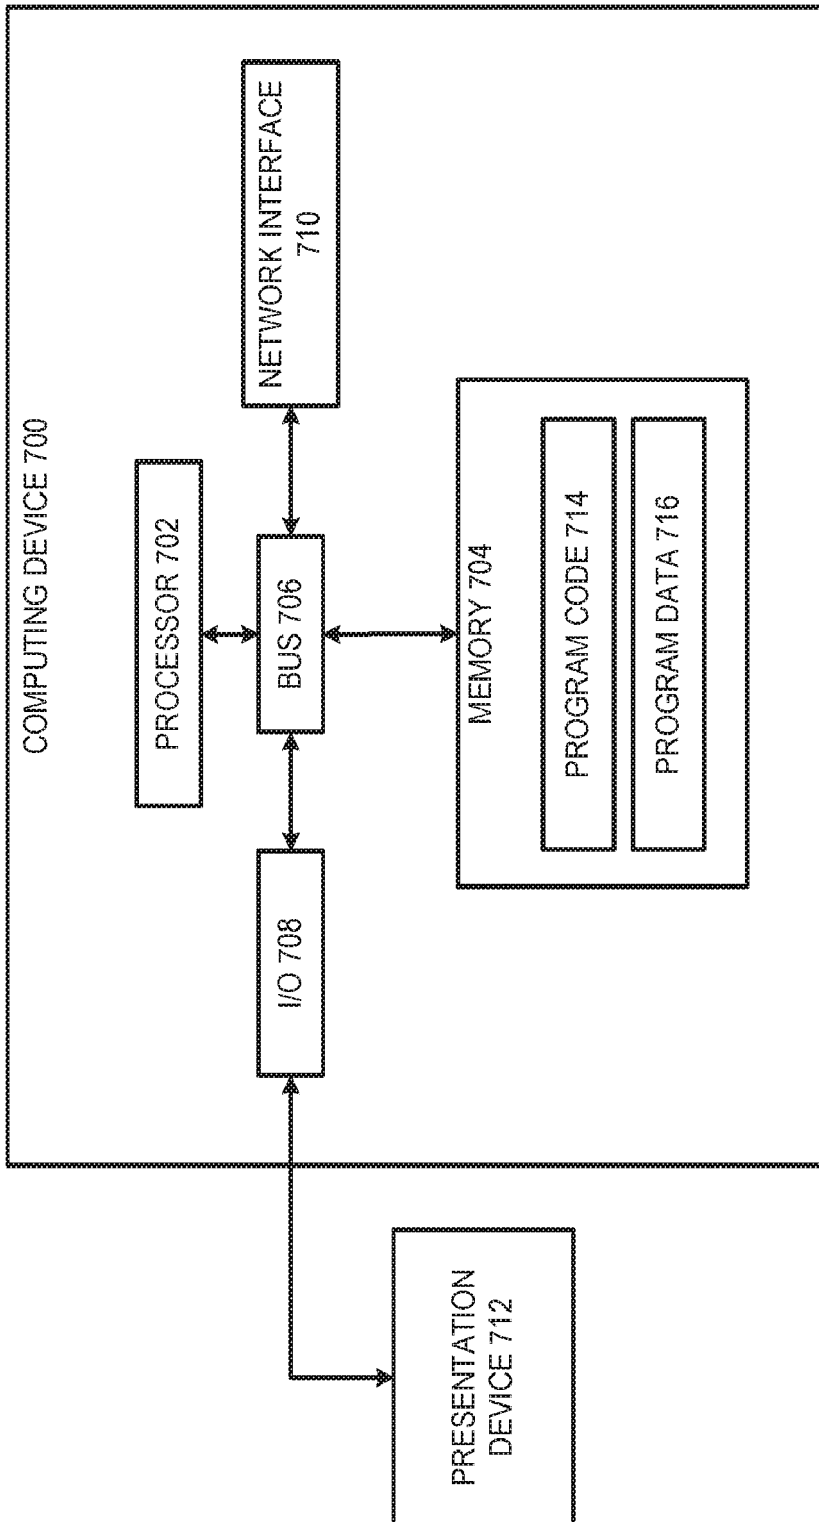 COMPUTING DEVICE 700
PROCESSOR 702
PRESENTATION
DEVICE 712
I/O 708
BUS 706
NETWORK INTERFACE
710
MEMORY 704
PROGRAM CODE 714
PROGRAM DATA 716